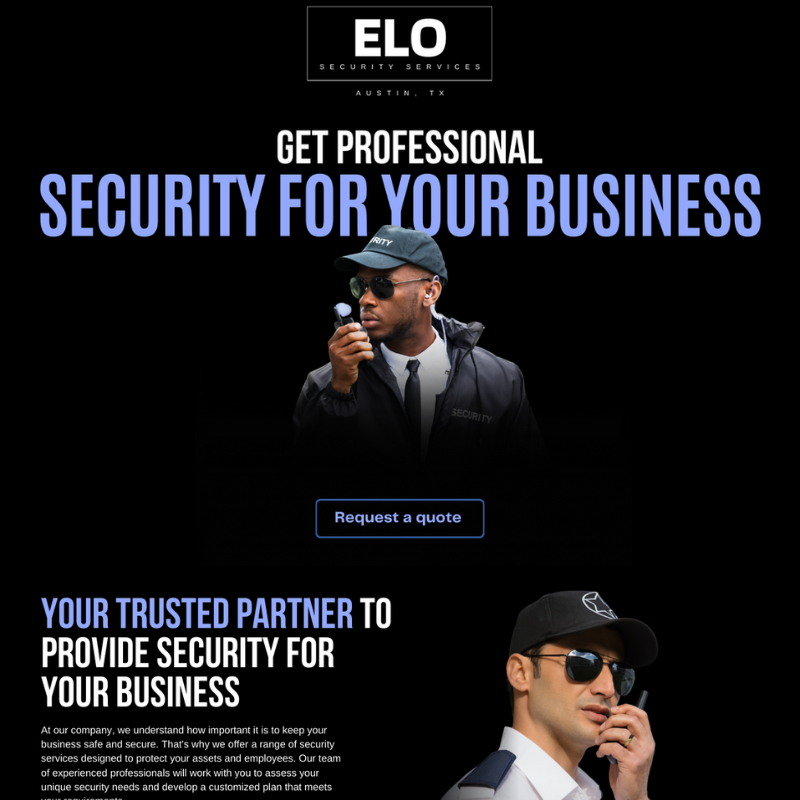 ELO
SECURITY SERVICES
AUSTIN, TX
GET PROFESSIONAL
SECURITY FOR YOUR BUSINESS
SECURITY
Request a quote
YOUR TRUSTED PARTNER TO
PROVIDE SECURITY FOR
YOUR BUSINESS
At our company, we understand how important it is to keep your
business safe and secure. That's why we offer a range of security
services designed to protect your assets and employees. Our team
of experienced professionals will work with you to assess your
unique security needs and develop a customized plan that meets
your requirements.